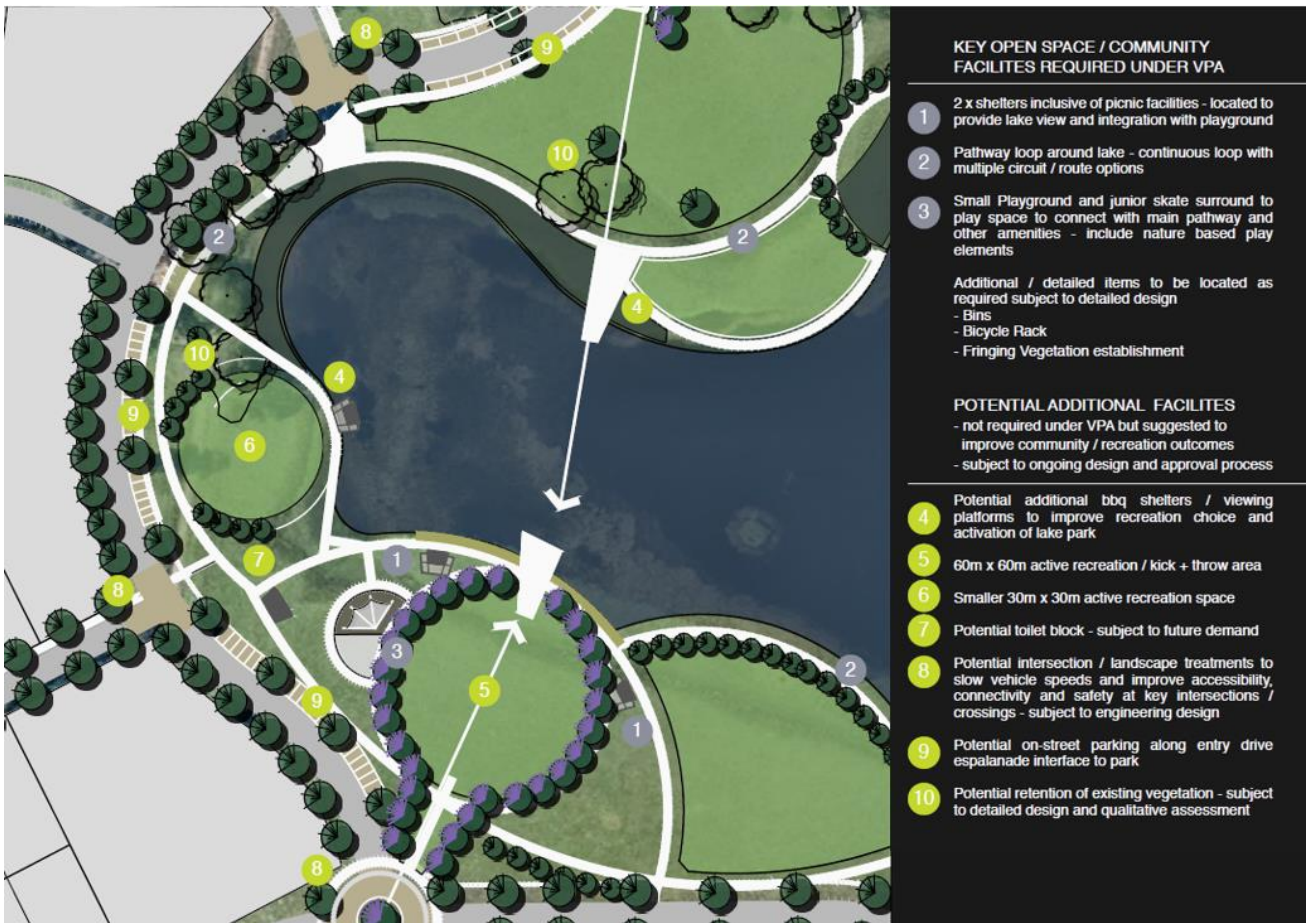 8
9
10
2
2
4
10
4
9
6
7
1
8
3
5
2
9
1
8
KEY OPEN SPACE / COMMUNITY
FACILITES REQUIRED UNDER VPA
1 2 x shelters inclusive of picnic facilities - located to
provide lake view and integration with playground
2 Pathway loop around lake - continuous loop with
multiple circuit / route options
3 Small Playground and junior skate surround to
play space to connect with main pathway and
other amenities - include nature based play
elements
Additional / detailed items to be located as
required subject to detailed design
- Bins
- Bicycle Rack
- Fringing Vegetation establishment
POTENTIAL ADDITIONAL FACILITES
- not required under VPA but suggested to
improve community / recreation outcomes
- subject to ongoing design and approval process
4 Potential additional bbq shelters / viewing
platforms to improve recreation choice and
activation of lake park
5 60m x 60m active recreation / kick + throw area
6 Smaller 30m x 30m active recreation space
7 Potential toilet block - subject to future demand
8 Potential intersection / landscape treatments to
slow vehicle speeds and improve accessibility,
connectivity and safety at key intersections /
crossings - subject to engineering design
9 Potential on-street parking along entry drive
espalanade interface to park
10 Potential retention of existing vegetation - subject
to detailed design and qualitative assessment